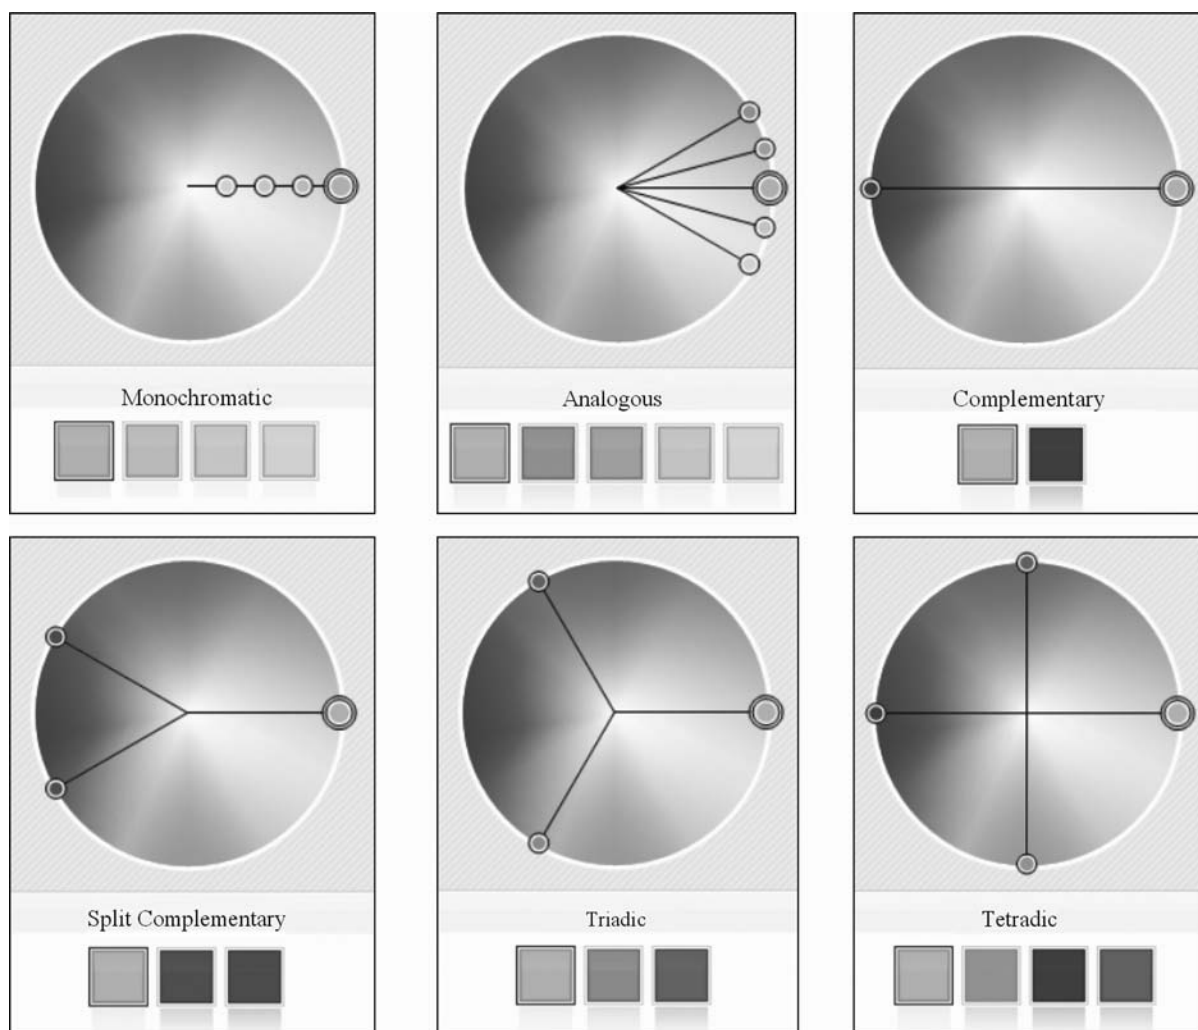 Monochromatic
Analogous
Complementary
Split Complementary
Triadic
Tetradic